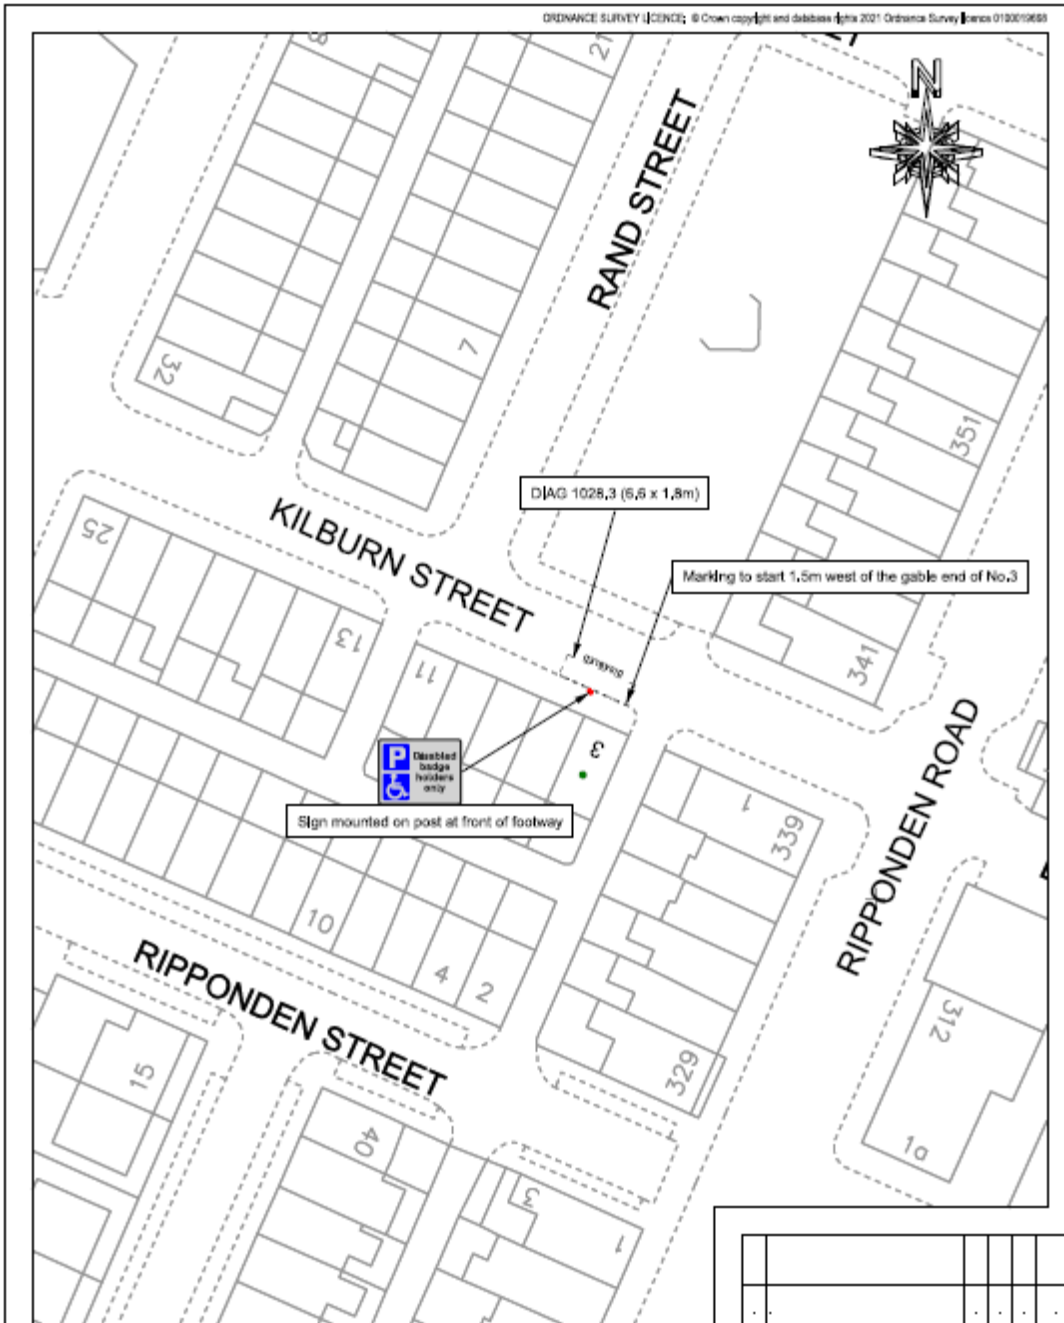 ORDNANCE SURVEY LICENCE; © Crown copyright and database rights 2021 Ordnance Survey licence 0100019668
N
21
RAND STREET
7
32
351
DIAG 1028.3 (6.6 x 1.8m)
25
KILBURN STREET
Marking to start 1.5m west of the gable end of No.3
13
341
DISABLED
11
3
P
Disabled
badge
holders
only
Sign mounted on post at front of footway
1
339
RIPPONDEN ROAD
10
4
2
RIPPONDEN STREET
312
15
329
40
1a
3
1